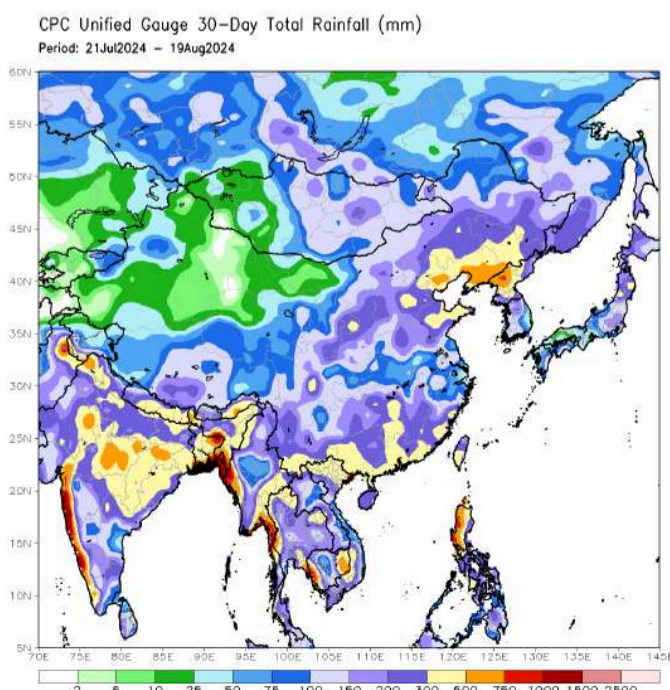 CPC Unified Gauge 30-Day Total Rainfall (mm)
Period: 21Jul2024 - 19Aug2024
60N
55N
50N
45N
40N
35N
30N
25N
20N
15N
10N
5N
70E 75E 80E 85E 90E 95E 100E 105E 110E 115E 120E 125E 130E 135E 140E 145E
2 5 10 25 50 75 100 150 200 300 500 750 1000 1500 2500